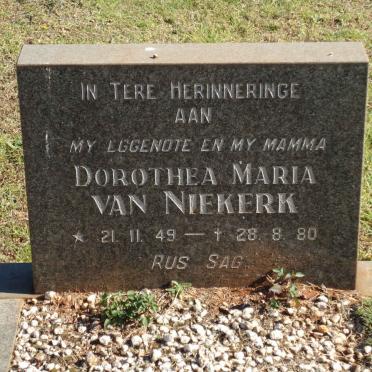 IN TERE HERINNERINGE
AAN
MY EGGENOTE EN MY MAMMA
DOROTHEA MARIA
VAN NIEKERK
* 21. 11. 49 — † 28. 8. 80
RUS SAG